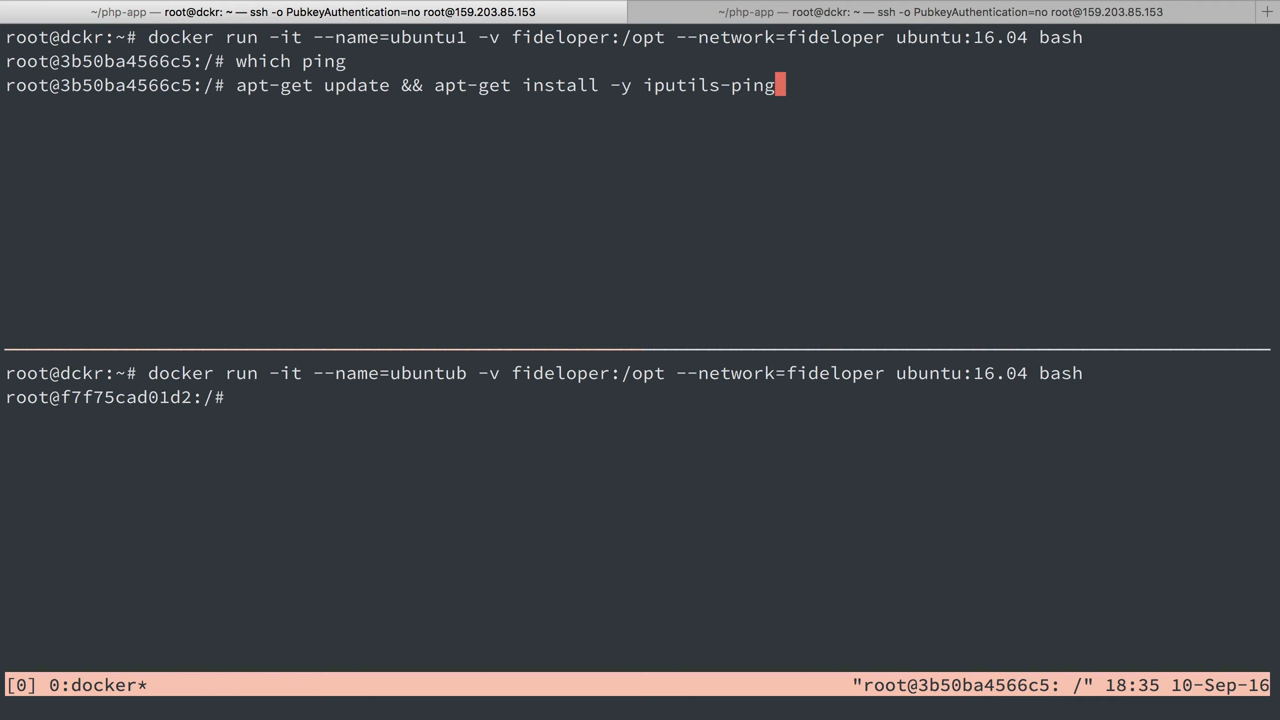 ~/php-app — root@dckr: ~ — ssh -o PubkeyAuthentication=no root@159.203.85.153
~/php-app — root@dckr: ~ — ssh -o PubkeyAuthentication=no root@159.203.85.153
root@dckr:~# docker run -it --name=ubuntu1 -v fideloper:/opt --network=fideloper ubuntu:16.04 bash
root@3b50ba4566c5:/# which ping
root@3b50ba4566c5:/# apt-get update && apt-get install -y iputils-ping
root@dckr:~# docker run -it --name=ubuntub -v fideloper:/opt --network=fideloper ubuntu:16.04 bash
root@f7f75cad01d2:/#
[0] 0:docker* "root@3b50ba4566c5: /" 18:35 10-Sep-16